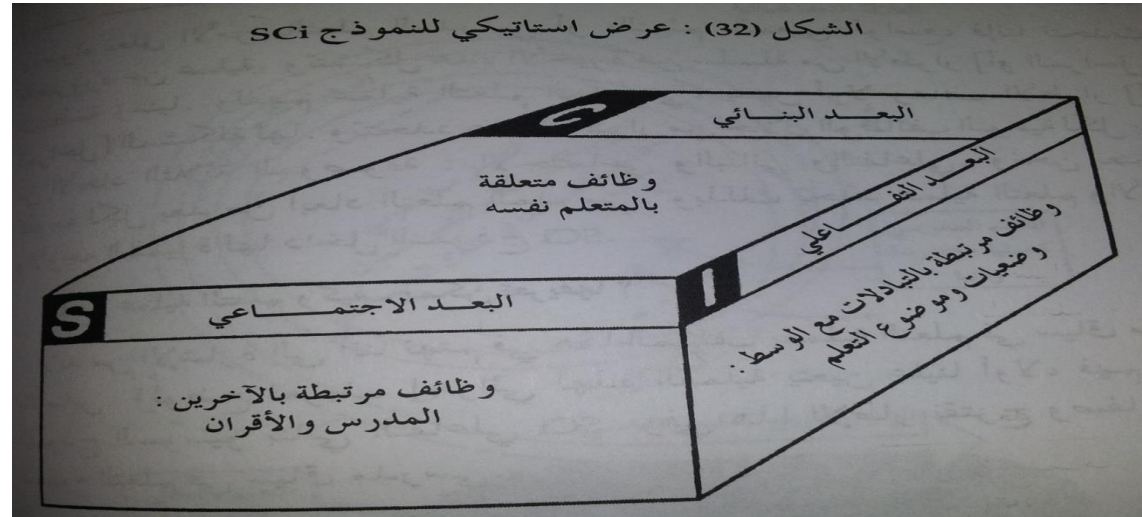 الشكل (32) : عرض استاتيكي للنموذج SCi
C
البعد البنائي
وظائف متعلقة
بالمتعلم نفسه
البعد التفاعلي
I
وظائف مرتبطة بالبادلات مع الوسط:
وضعيات وموضوع التعلم
S
البعد الاجتماعي
وظائف مرتبطة بالآخرين :
المدرس والأقران